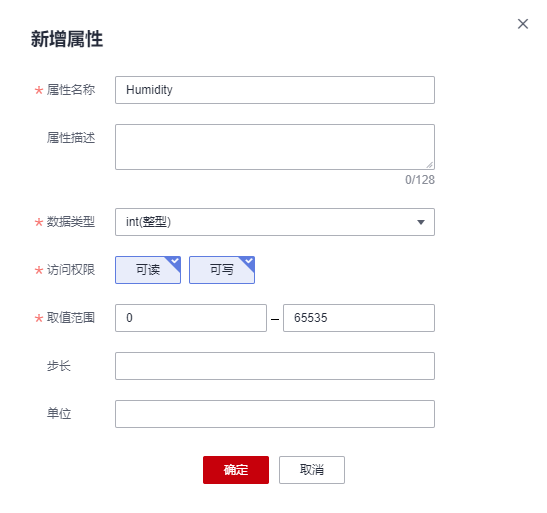 新增属性
* 属性名称 Humidity
属性描述
0/128
* 数据类型 int(整型)
* 访问权限 可读 可写
* 取值范围 0 – 65535
步长
单位
确定 取消